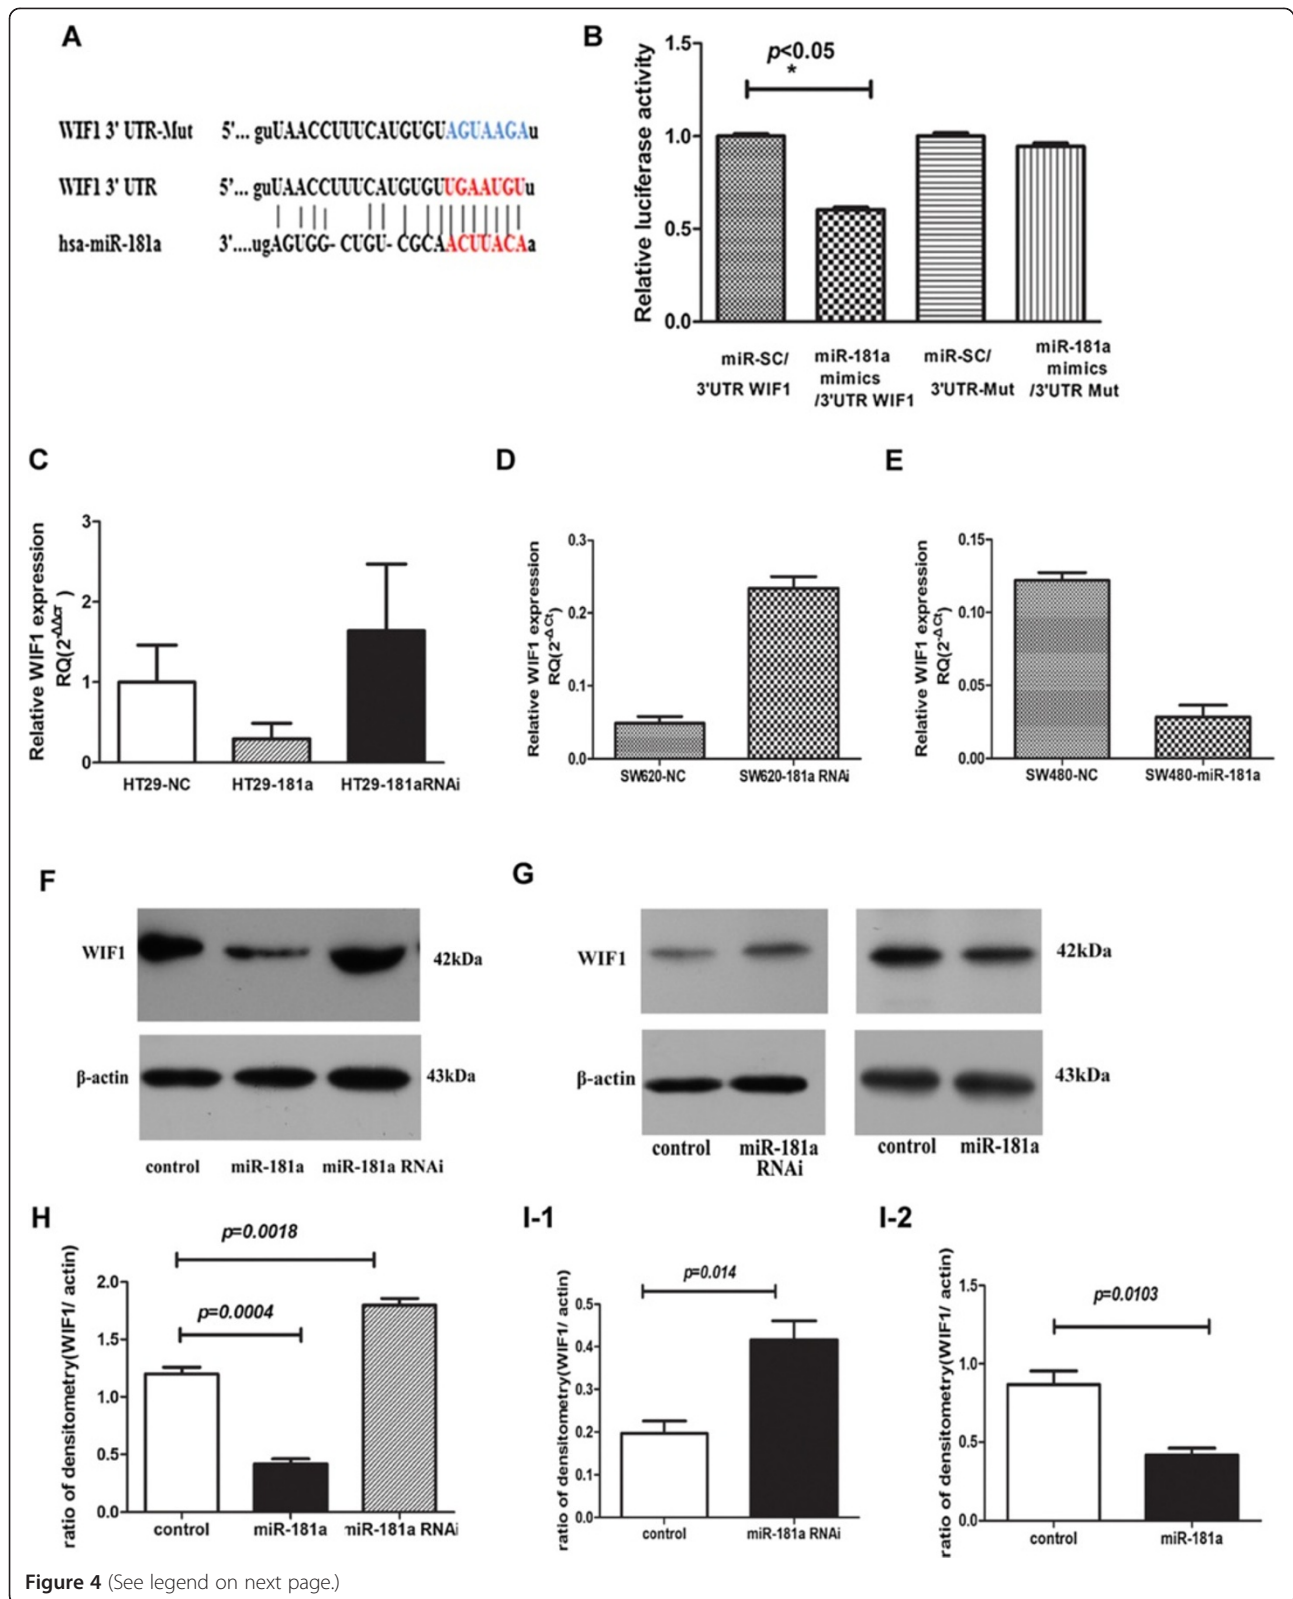 A
WIF1 3' UTR-Mut 5'... guUAACCUUUCAUGUGUAGUAAGAu
WIF1 3' UTR 5'... guUAACCUUUCAUGUGUUGAAUGUu
hsa-miR-181a 3'....ugAGUGG- CUGU- CGCAACUUACAa
B
Relative luciferase activity
1.5
1.0
0.5
0.0
p<0.05
*
miR-SC/
3'UTR WIF1
miR-181a
mimics
/3'UTR WIF1
miR-SC/
3'UTR-Mut
miR-181a
mimics
/3'UTR Mut
C
Relative WIF1 expression
RQ(2-ΔΔCT)
3
2
1
0
HT29-NC HT29-181a HT29-181aRNAi
D
Relative WIF1 expression
RQ(2-ΔCt)
0.3
0.2
0.1
0.0
SW620-NC SW620-181a RNAi
E
Relative WIF1 expression
RQ(2-ΔCt)
0.15
0.10
0.05
0.00
SW480-NC SW480-miR-181a
F
WIF1 42kDa
β-actin 43kDa
control miR-181a miR-181a RNAi
G
WIF1 42kDa
β-actin 43kDa
control miR-181a
RNAi
control miR-181a
H
ratio of densitometry(WIF1/ actin)
2.0
1.5
1.0
0.5
0.0
p=0.0018
p=0.0004
control miR-181a miR-181a RNAi
I-1
ratio of densitometry(WIF1/ actin)
0.5
0.4
0.3
0.2
0.1
0.0
p=0.014
control miR-181a RNAi
I-2
ratio of densitometry(WIF1/ actin)
1.5
1.0
0.5
0.0
p=0.0103
control miR-181a
Figure 4 (See legend on next page.)